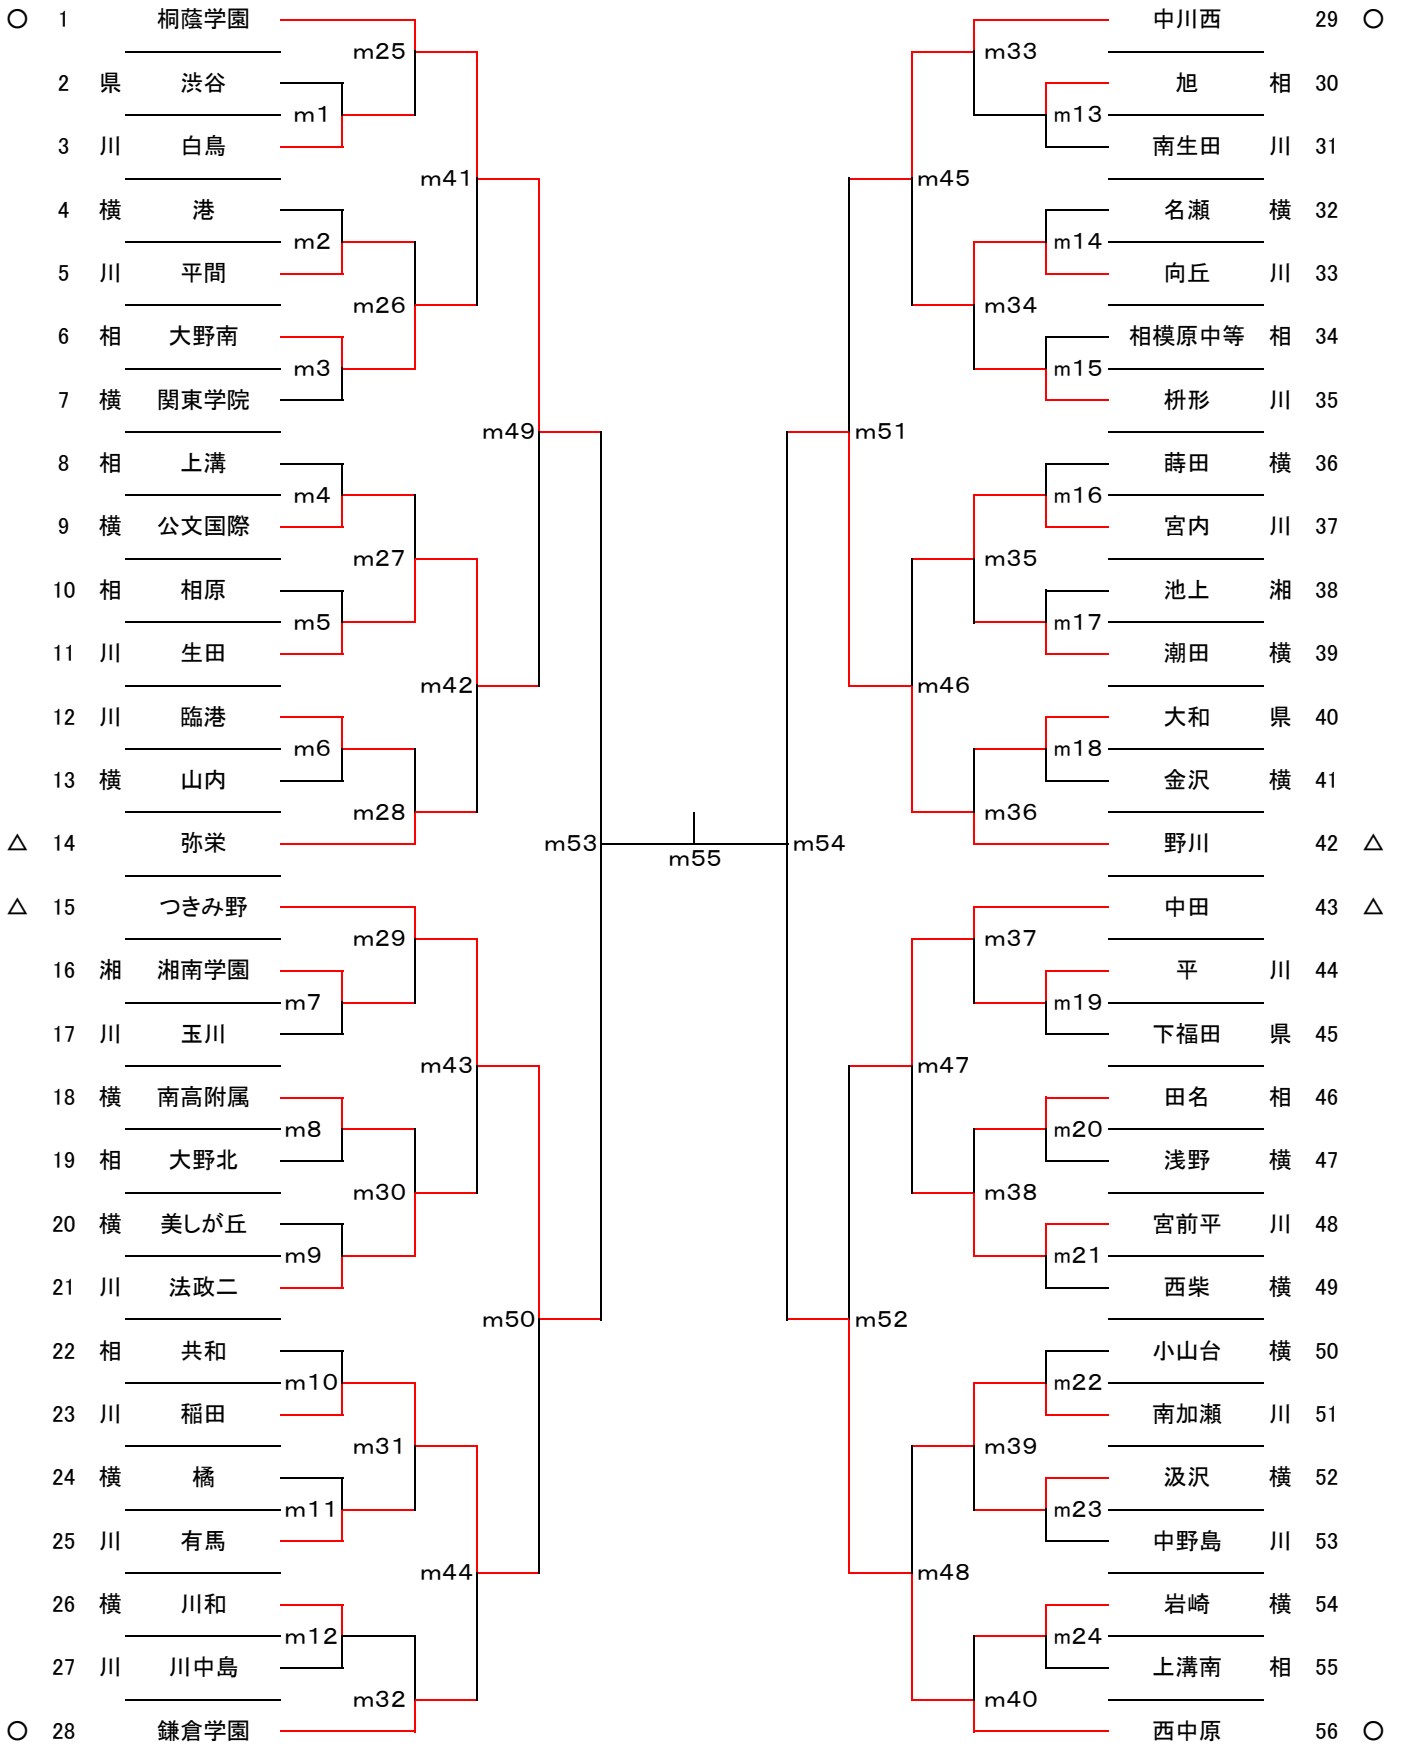 ○ 1 桐蔭学園
m25
2 県 渋谷
m1
3 川 白鳥
m41
4 横 港
m2
5 川 平間
m26
6 相 大野南
m3
7 横 関東学院
m49
8 相 上溝
m4
9 横 公文国際
m27
10 相 相原
m5
11 川 生田
m42
12 川 臨港
m6
13 横 山内
m28
△ 14 弥栄
m53
△ 15 つきみ野
m29
16 湘 湘南学園
m7
17 川 玉川
m43
18 横 南高附属
m8
19 相 大野北
m30
20 横 美しが丘
m9
21 川 法政二
m50
22 相 共和
m10
23 川 稲田
m31
24 横 橘
m11
25 川 有馬
m44
26 横 川和
m12
27 川 川中島
m32
○ 28 鎌倉学園
m55
中川西 29 ○
m33
旭 相 30
m13
南生田 川 31
m45
名瀬 横 32
m14
向丘 川 33
m34
相模原中等 相 34
m15
枡形 川 35
m51
蒔田 横 36
m16
宮内 川 37
m35
池上 湘 38
m17
潮田 横 39
m46
大和 県 40
m18
金沢 横 41
m36
野川 42 △
m54
中田 43 △
m37
平 川 44
m19
下福田 県 45
m47
田名 相 46
m20
浅野 横 47
m38
宮前平 川 48
m21
西柴 横 49
m52
小山台 横 50
m22
南加瀬 川 51
m39
汲沢 横 52
m23
中野島 川 53
m48
岩崎 横 54
m24
上溝南 相 55
m40
西中原 56 ○